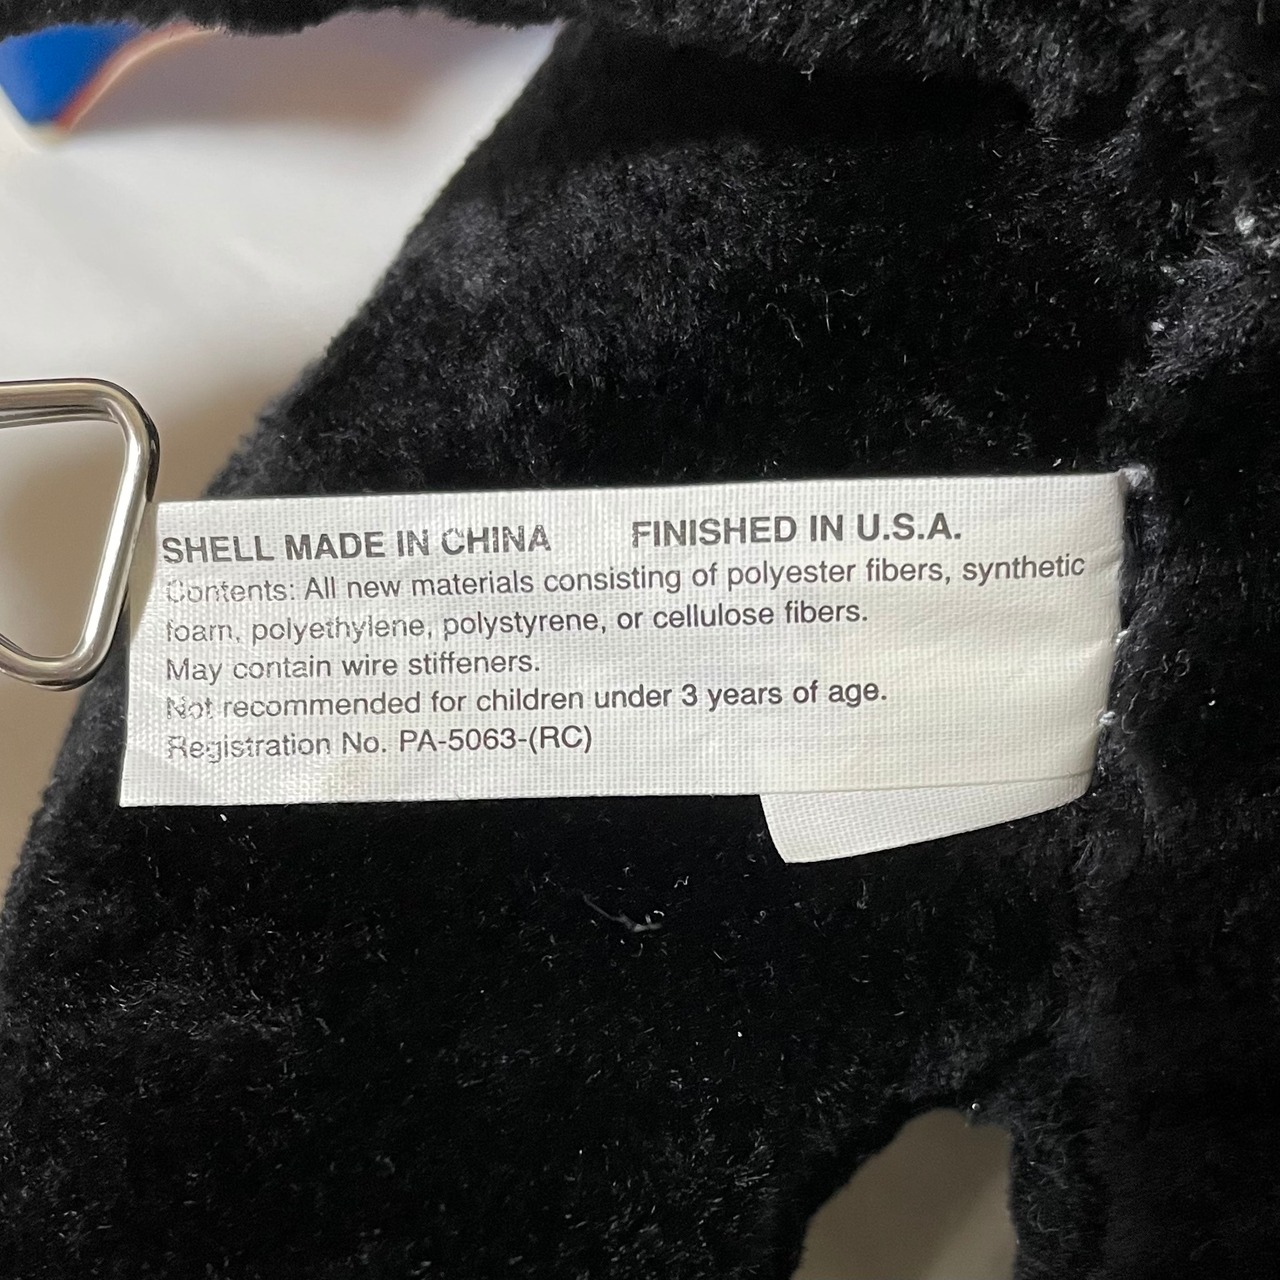 SHELL MADE IN CHINA FINISHED IN U.S.A.
Contents: All new materials consisting of polyester fibers, synthetic
foam, polyethylene, polystyrene, or cellulose fibers.
May contain wire stiffeners.
Not recommended for children under 3 years of age.
Registration No. PA-5063-(RC)